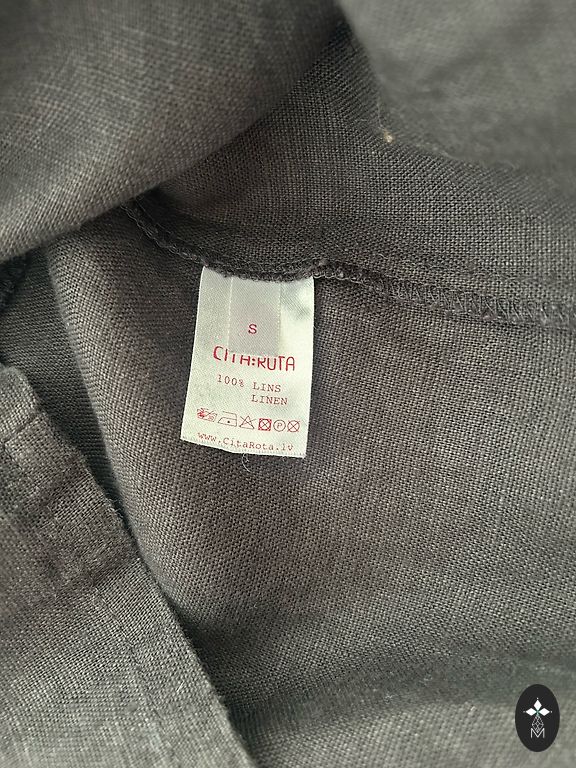 S
CITA:RUTA
100% LINS
LINEN
P
www.CitaRota.lv
M